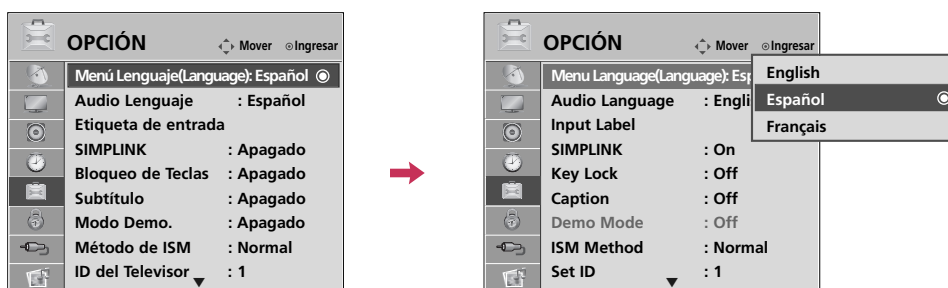 OPCIÓN Mover Ingresar
Menú Lenguaje(Language): Español
Audio Lenguaje : Español
Etiqueta de entrada
SIMPLINK : Apagado
Bloqueo de Teclas : Apagado
Subtítulo : Apagado
Modo Demo. : Apagado
Método de ISM : Normal
ID del Televisor : 1
OPCIÓN Mover Ingresar
Menu Language(Language): Esp
Audio Language : Engli
Input Label
SIMPLINK : On
Key Lock : Off
Caption : Off
Demo Mode : Off
ISM Method : Normal
Set ID : 1
English
Español
Français